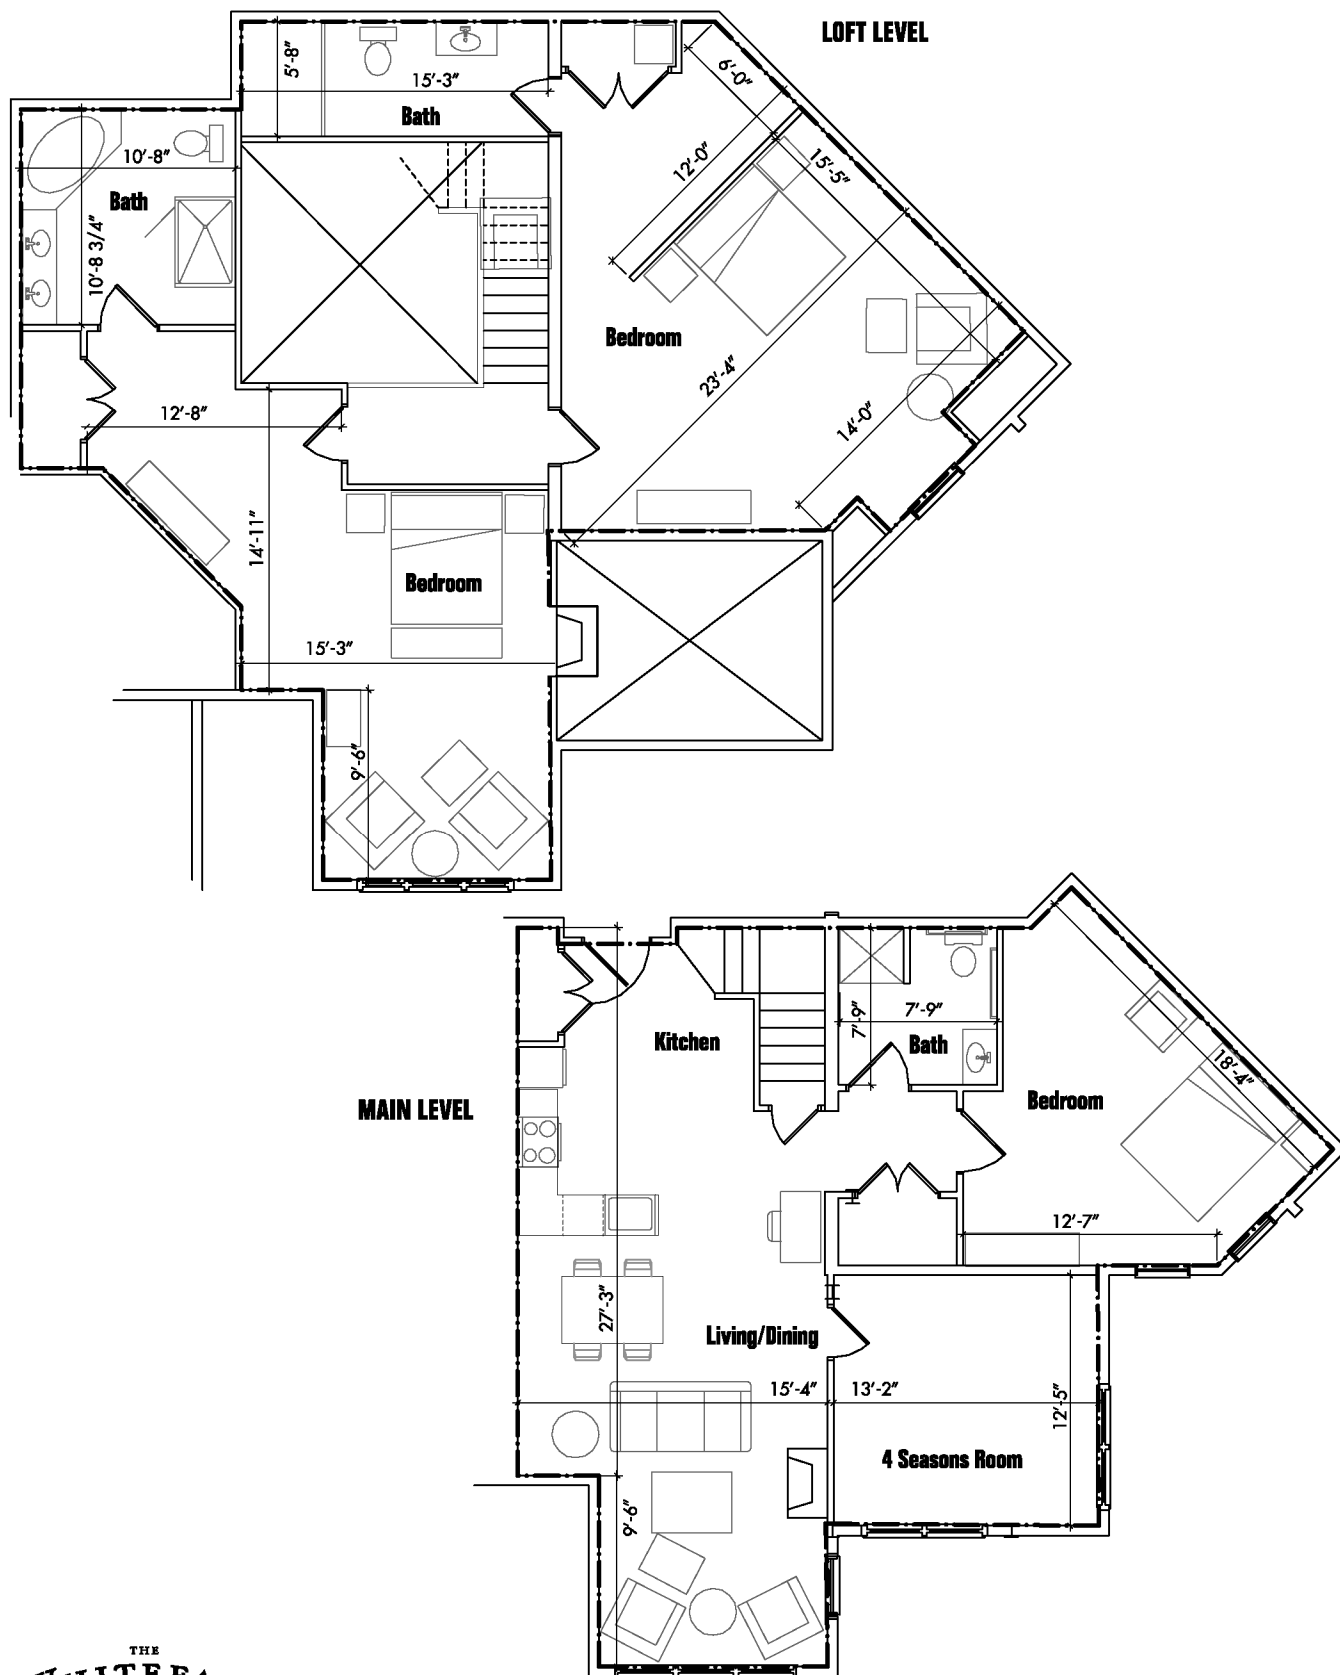 LOFT LEVEL
5'-8"
15'-3"
Bath
6'-0"
12'-0"
15'-5"
10'-8"
Bath
10'-8 3/4"
Bedroom
23'-4"
14'-0"
12'-8"
14'-11"
Bedroom
15'-3"
9'-6"
MAIN LEVEL
Kitchen
7'-9"
7'-9"
Bath
18'-4"
Bedroom
12'-7"
27'-3"
Living/Dining
15'-4"
13'-2"
12'-5"
4 Seasons Room
9'-6"
THE